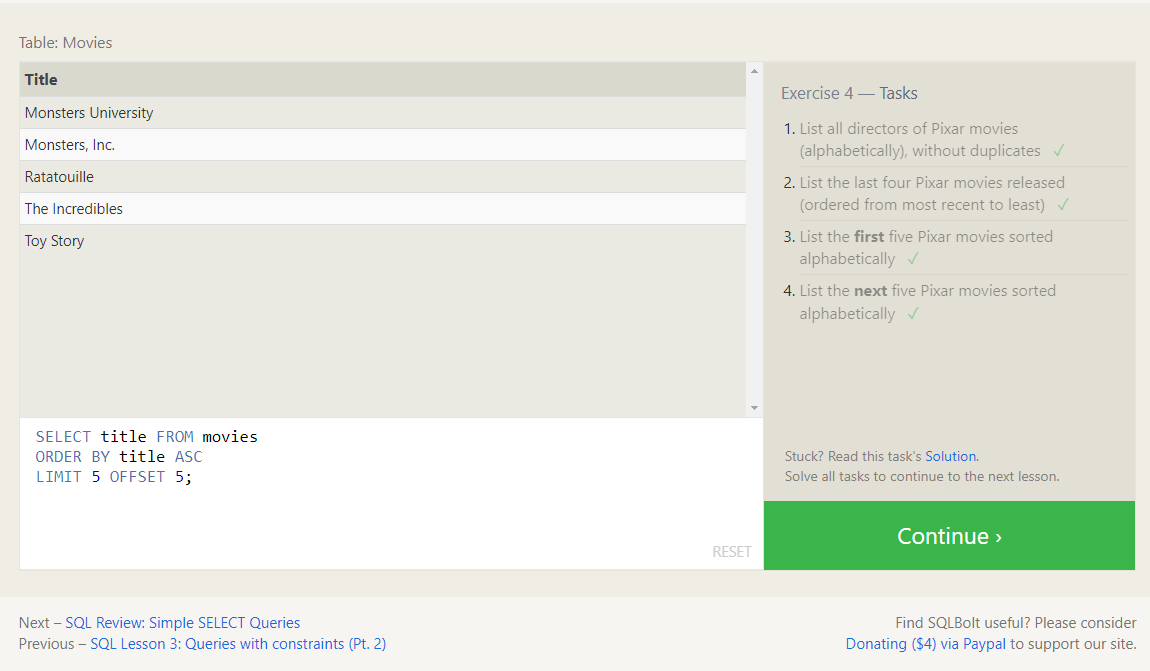 Table: Movies
Title
Monsters University
Monsters, Inc.
Ratatouille
The Incredibles
Toy Story
SELECT title FROM movies
ORDER BY title ASC
LIMIT 5 OFFSET 5;
RESET
Exercise 4 — Tasks
1. List all directors of Pixar movies
(alphabetically), without duplicates ✓
2. List the last four Pixar movies released
(ordered from most recent to least) ✓
3. List the first five Pixar movies sorted
alphabetically ✓
4. List the next five Pixar movies sorted
alphabetically ✓
Stuck? Read this task's Solution.
Solve all tasks to continue to the next lesson.
Continue ›
Next – SQL Review: Simple SELECT Queries
Previous – SQL Lesson 3: Queries with constraints (Pt. 2)
Find SQLBolt useful? Please consider
Donating ($4) via Paypal to support our site.